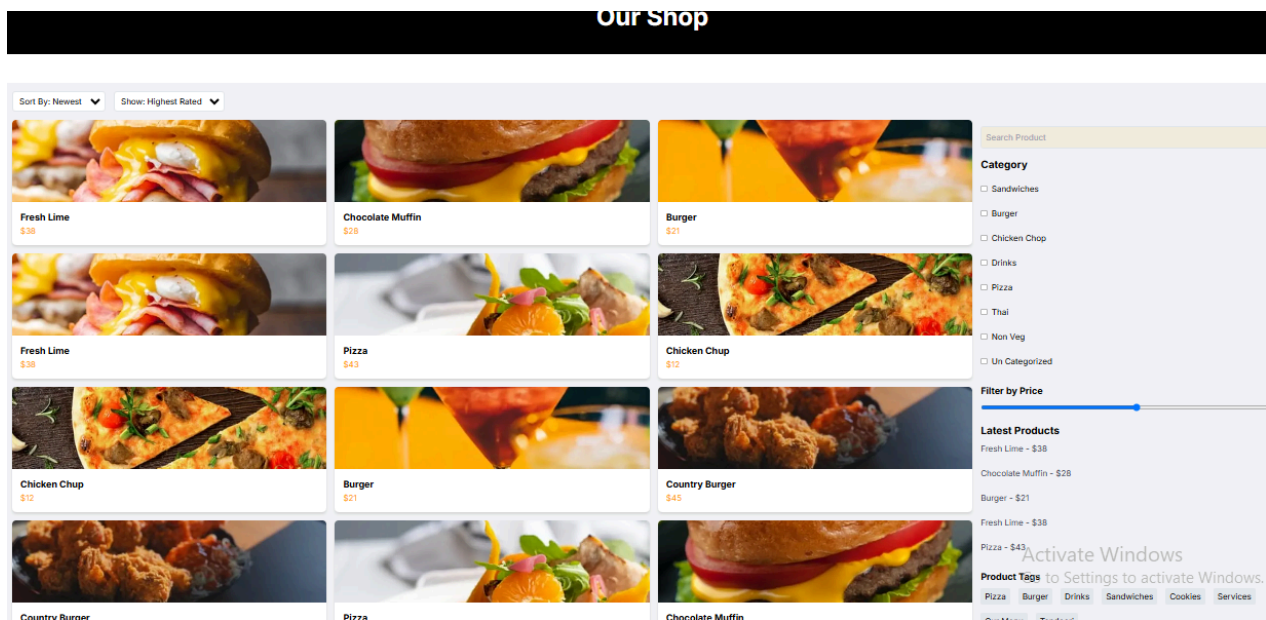 Our Shop
Sort By: Newest
Show: Highest Rated
Fresh Lime
$38
Chocolate Muffin
$28
Burger
$21
Fresh Lime
$38
Pizza
$43
Chicken Chup
$12
Chicken Chup
$12
Burger
$21
Country Burger
$45
Country Burger
Pizza
Chocolate Muffin
Search Product
Category
Sandwiches
Burger
Chicken Chop
Drinks
Pizza
Thai
Non Veg
Un Categorized
Filter by Price
Latest Products
Fresh Lime - $38
Chocolate Muffin - $28
Burger - $21
Fresh Lime - $38
Pizza - $43
Activate Windows
to Settings to activate Windows.
Product Tags
Pizza Burger Drinks Sandwiches Cookies Services